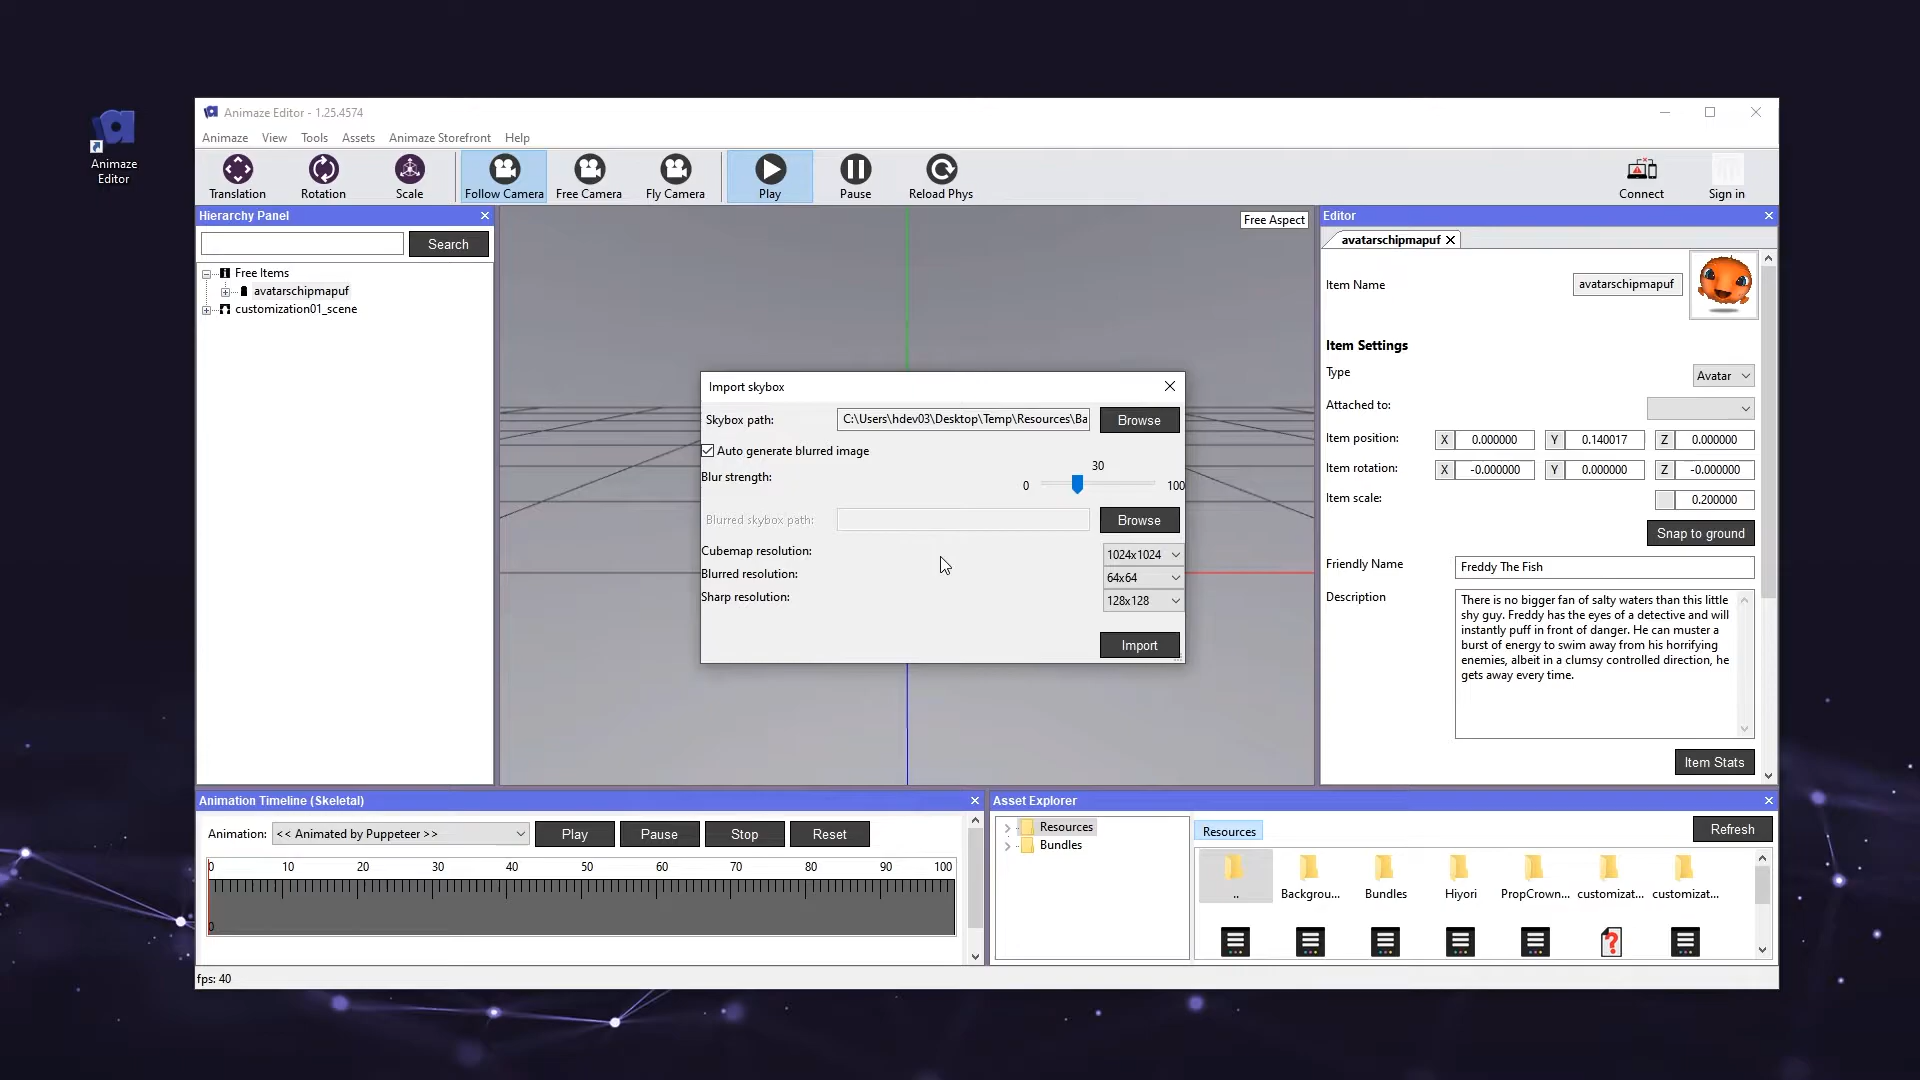 Animaze
Editor
Animaze Editor - 1.25.4574
Animaze View Tools Assets Animaze Storefront Help
Translation Rotation Scale Follow Camera Free Camera Fly Camera Play Pause Reload Phys Connect Sign in
Hierarchy Panel
Search
Free Items
avatarschipmapuf
customization01_scene
Free Aspect
Import skybox
Skybox path: C:\Users\hdev03\Desktop\Temp\Resources\Ba Browse
Auto generate blurred image
30
Blur strength: 0 100
Blurred skybox path: Browse
Cubemap resolution: 1024x1024
Blurred resolution: 64x64
Sharp resolution: 128x128
Import
Editor
avatarschipmapuf
Item Name avatarschipmapuf
Item Settings
Type Avatar
Attached to:
Item position: X 0.000000 Y 0.140017 Z 0.000000
Item rotation: X -0.000000 Y 0.000000 Z -0.000000
Item scale: 0.200000
Snap to ground
Friendly Name Freddy The Fish
Description There is no bigger fan of salty waters than this little
shy guy. Freddy has the eyes of a detective and will
instantly puff in front of danger. He can muster a
burst of energy to swim away from his horrifying
enemies, albeit in a clumsy controlled direction, he
gets away every time.
Item Stats
Animation Timeline (Skeletal)
Animation: << Animated by Puppeteer >> Play Pause Stop Reset
0 10 20 30 40 50 60 70 80 90 100
0
Asset Explorer
Resources
Bundles
Resources Refresh
.. Backgrou... Bundles Hiyori PropCrown... customizat... customizat...
fps: 40